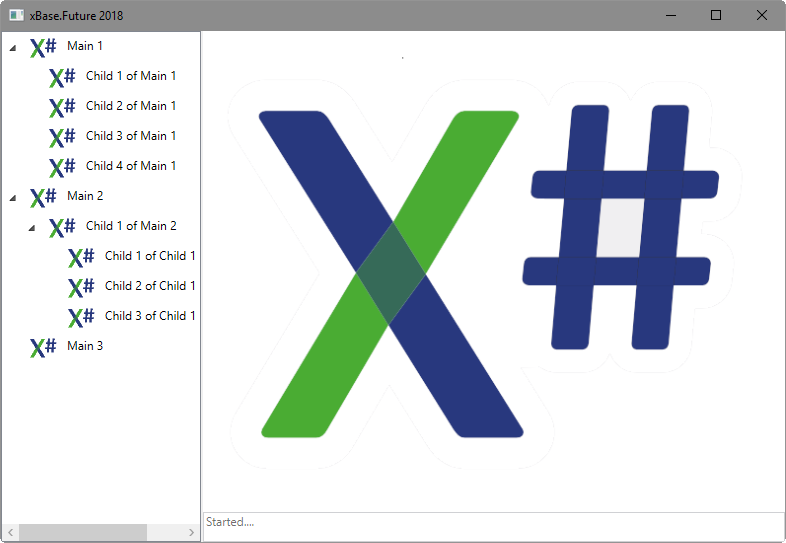 xBase.Future 2018
X# Main 1
X# Child 1 of Main 1
X# Child 2 of Main 1
X# Child 3 of Main 1
X# Child 4 of Main 1
X# Main 2
X# Child 1 of Main 2
X# Child 1 of Child 1
X# Child 2 of Child 1
X# Child 3 of Child 1
X# Main 3
X#
Started....